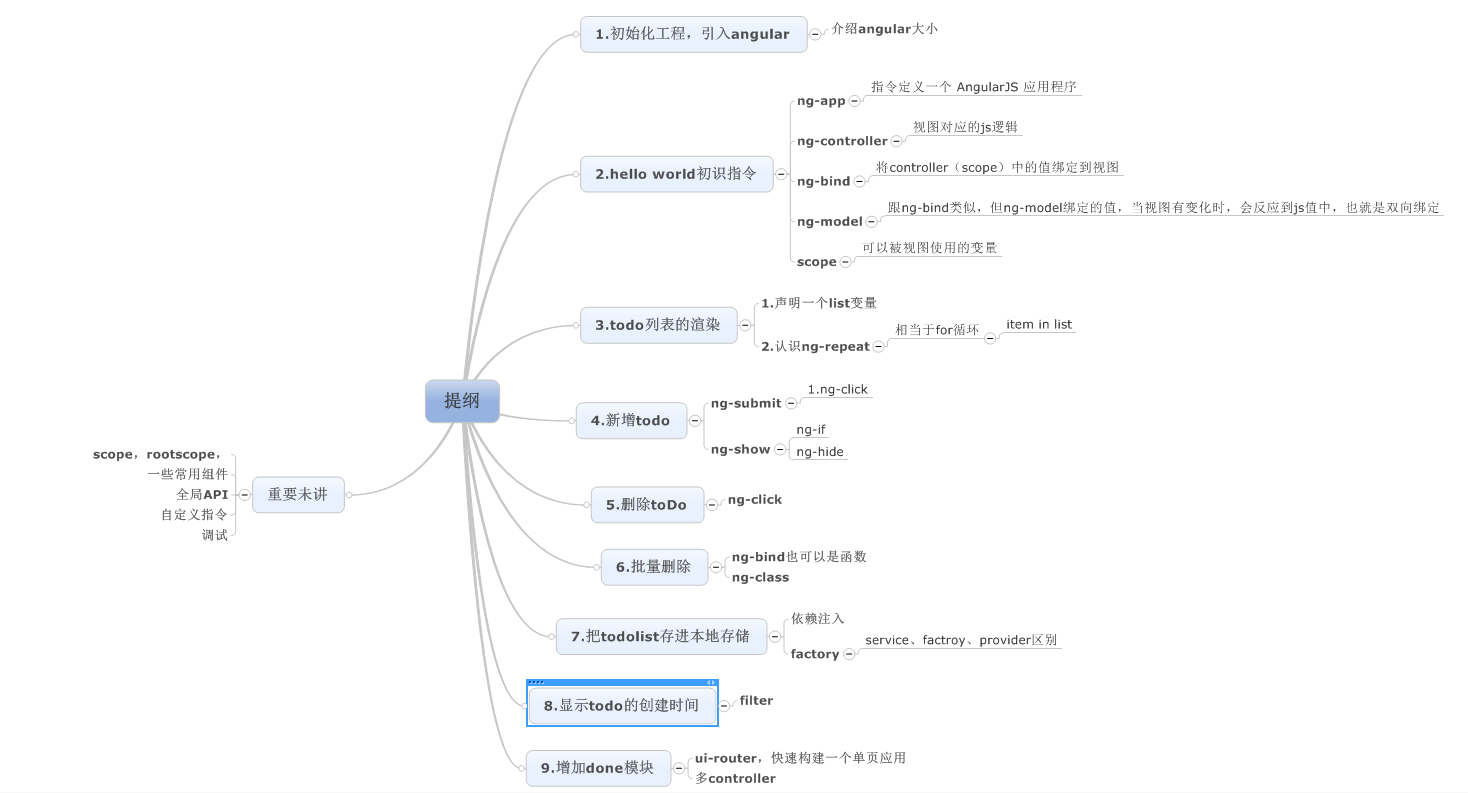 提纲
1.初始化工程，引入angular
介绍angular大小
2.hello world初识指令
ng-app
指令定义一个 AngularJS 应用程序
ng-controller
视图对应的js逻辑
ng-bind
将controller（scope）中的值绑定到视图
ng-model
跟ng-bind类似，但ng-model绑定的值，当视图有变化时，会反应到js值中，也就是双向绑定
scope
可以被视图使用的变量
3.todo列表的渲染
1.声明一个list变量
2.认识ng-repeat
相当于for循环
item in list
4.新增todo
ng-submit
1.ng-click
ng-show
ng-if
ng-hide
5.删除toDo
ng-click
6.批量删除
ng-bind也可以是函数
ng-class
7.把todolist存进本地存储
依赖注入
factory
service、factroy、provider区别
8.显示todo的创建时间
filter
9.增加done模块
ui-router，快速构建一个单页应用
多controller
重要未讲
scope，rootscope，
一些常用组件
全局API
自定义指令
调试